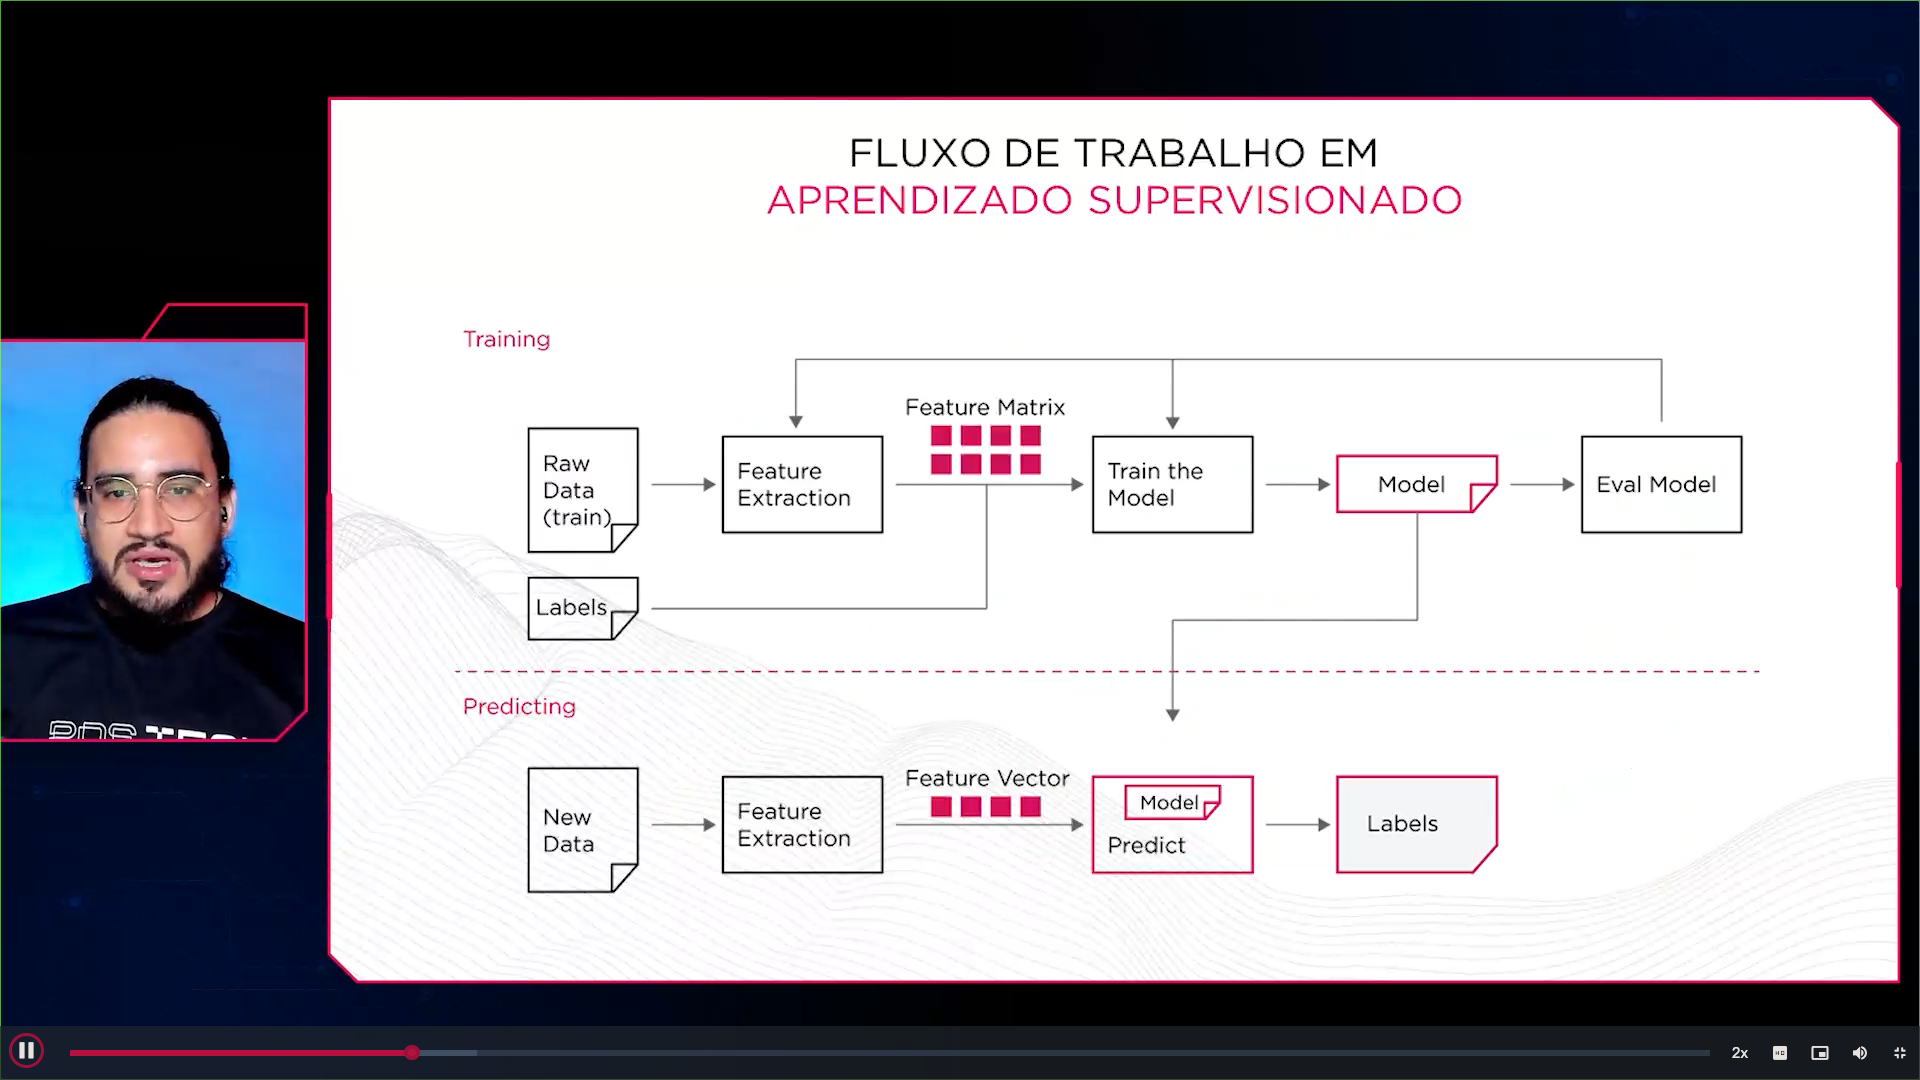 FLUXO DE TRABALHO EM
APRENDIZADO SUPERVISIONADO
Training
Feature Matrix
Raw
Data
(train)
Feature
Extraction
Train the
Model
Model
Eval Model
Labels
Predicting
New
Data
Feature
Extraction
Feature Vector
Model
Predict
Labels
2x
HD